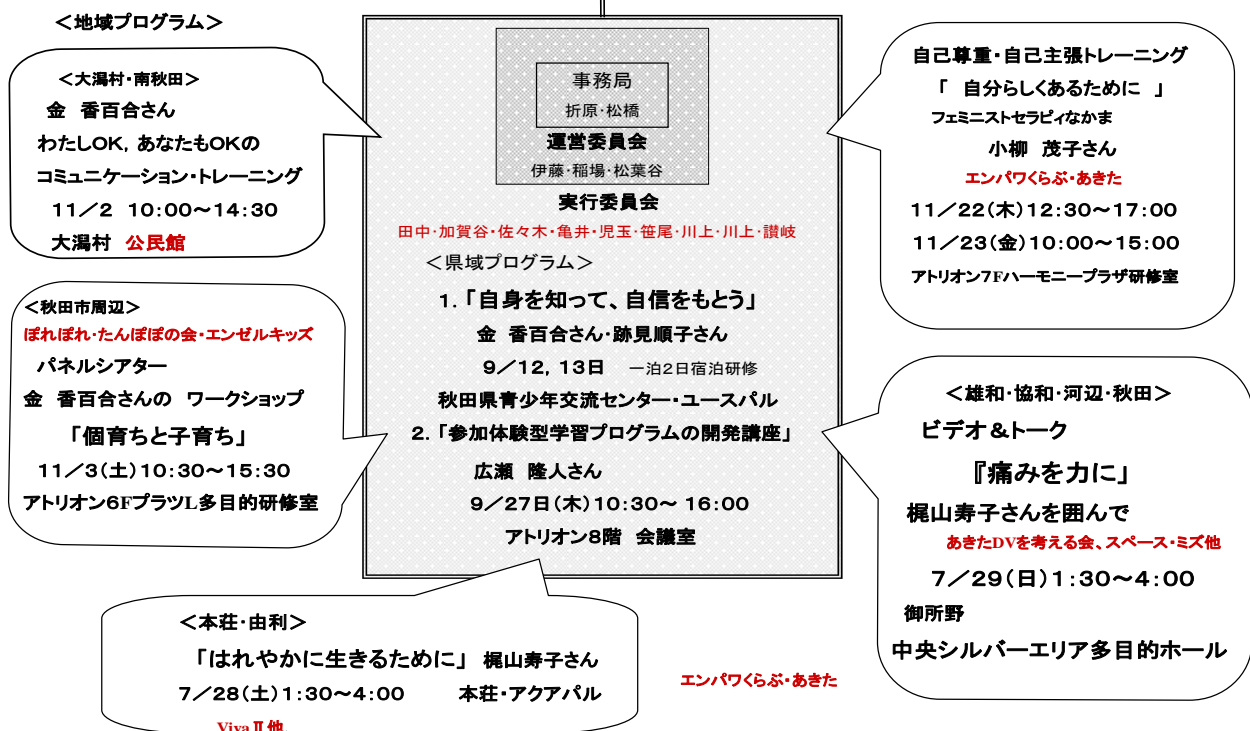 ＜地域プログラム＞
＜大潟村・南秋田＞
金　香百合さん
わたしOK, あなたもOKの
コミュニケーション・トレーニング
11／2　10:00～14:30
大潟村　公民館
＜秋田市周辺＞
ぽれぽれ・たんぽぽの会・エンゼルキッズ
パネルシアター
金　香百合さんの　ワークショップ
「個育ちと子育ち」
11／3(土)10:30～15:30
アトリオン6FプラツL多目的研修室
事務局
折原・松橋
運営委員会
伊藤・稲場・松葉谷
実行委員会
田中・加賀谷・佐々木・亀井・児玉・笹尾・川上・川上・讃岐
＜県域プログラム＞
1.「自身を知って、自信をもとう」
金　香百合さん・跡見順子さん
9／12, 13日　一泊2日宿泊研修
秋田県青少年交流センター・ユースパル
2.「参加体験型学習プログラムの開発講座」
広瀬　隆人さん
9／27日(木)10:30～ 16:00
アトリオン8階　会議室
自己尊重・自己主張トレーニング
「　自分らしくあるために　」
フェミニストセラピィなかま
小柳　茂子さん
エンパワくらぶ・あきた
11／22(木)12:30～17:00
11／23(金)10:00～15:00
アトリオン7Fハーモニープラザ研修室
＜雄和・協和・河辺・秋田＞
ビデオ＆トーク
『痛みを力に」
梶山寿子さんを囲んで
あきたDVを考える会、スペース・ミズ他
7／29(日)1:30～4:00
御所野
中央シルバーエリア多目的ホール
＜本荘・由利＞
「はれやかに生きるために」 梶山寿子さん
7／28(土)1:30～4:00　　本荘・アクアパル
VivaⅡ他
エンパワくらぶ・あきた